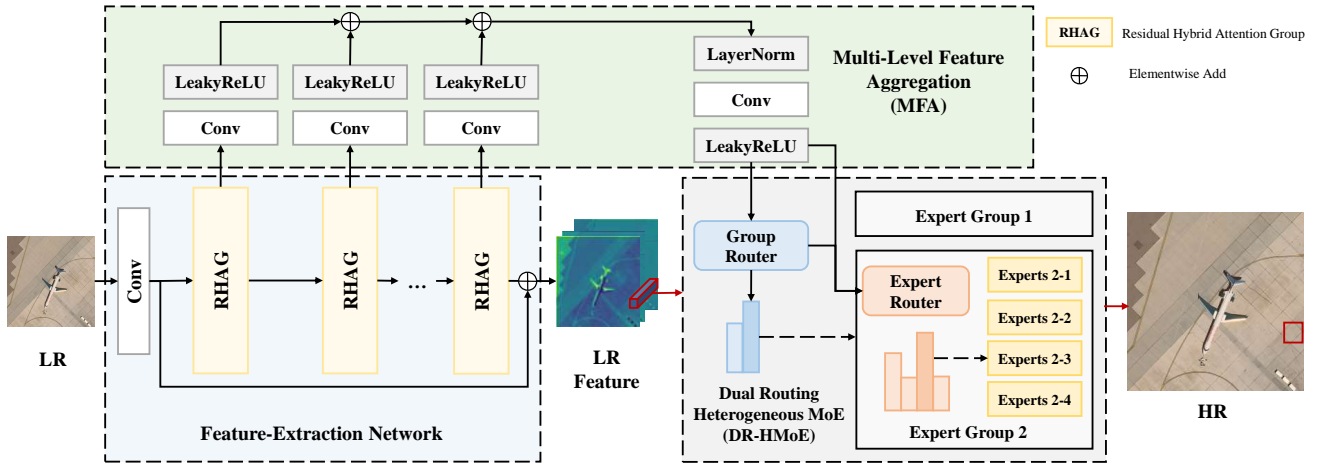 RHAG
Residual Hybrid Attention Group
Elementwise Add
LeakyReLU
LeakyReLU
LeakyReLU
Conv
Conv
Conv
LayerNorm
Conv
LeakyReLU
Multi-Level Feature
Aggregation
(MFA)
LR
Conv
RHAG
RHAG
...
RHAG
Feature-Extraction Network
LR
Feature
Group
Router
Dual Routing
Heterogeneous MoE
(DR-HMoE)
Expert Group 1
Expert
Router
Experts 2-1
Experts 2-2
Experts 2-3
Experts 2-4
Expert Group 2
HR